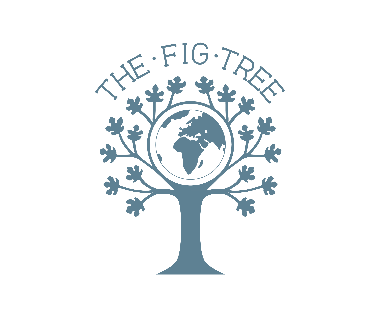 THE · FIG · TREE